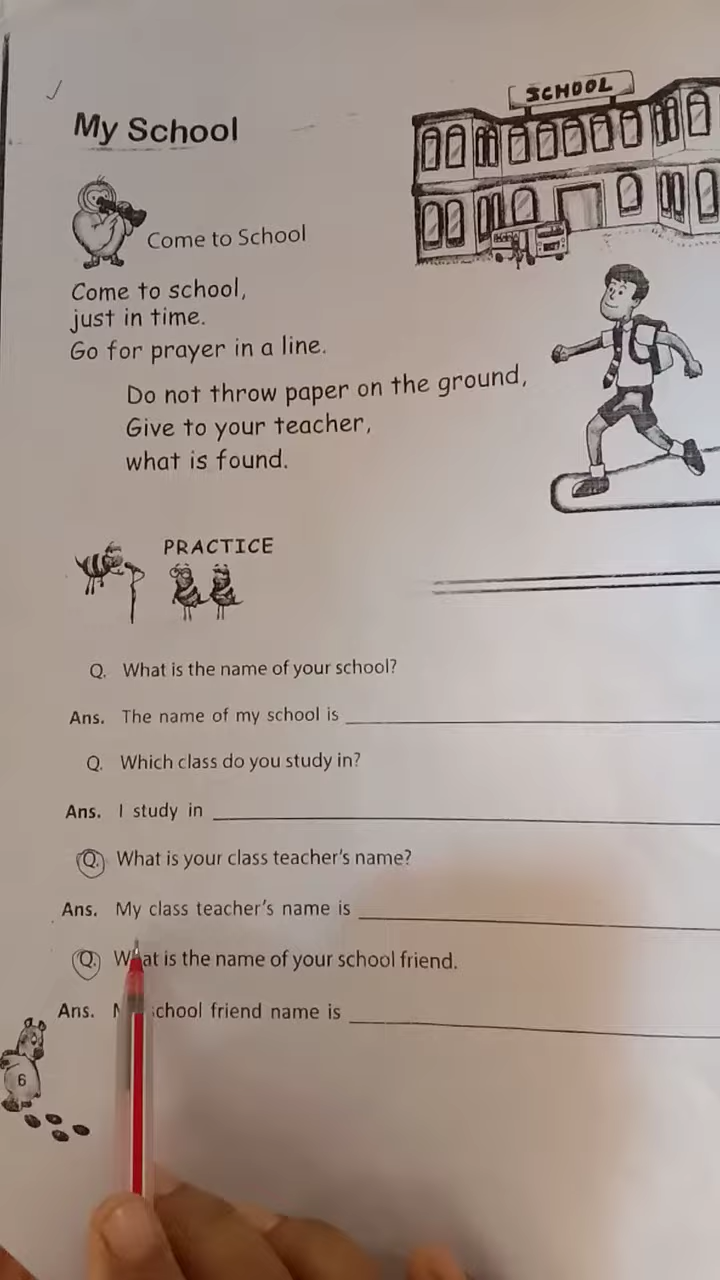 My School
SCHOOL
Come to School
Come to school,
just in time.
Go for prayer in a line.
Do not throw paper on the ground,
Give to your teacher,
what is found.
PRACTICE
Q. What is the name of your school?
Ans. The name of my school is
Q. Which class do you study in?
Ans. I study in
Q. What is your class teacher's name?
Ans. My class teacher's name is
Q. What is the name of your school friend.
Ans. school friend name is
6